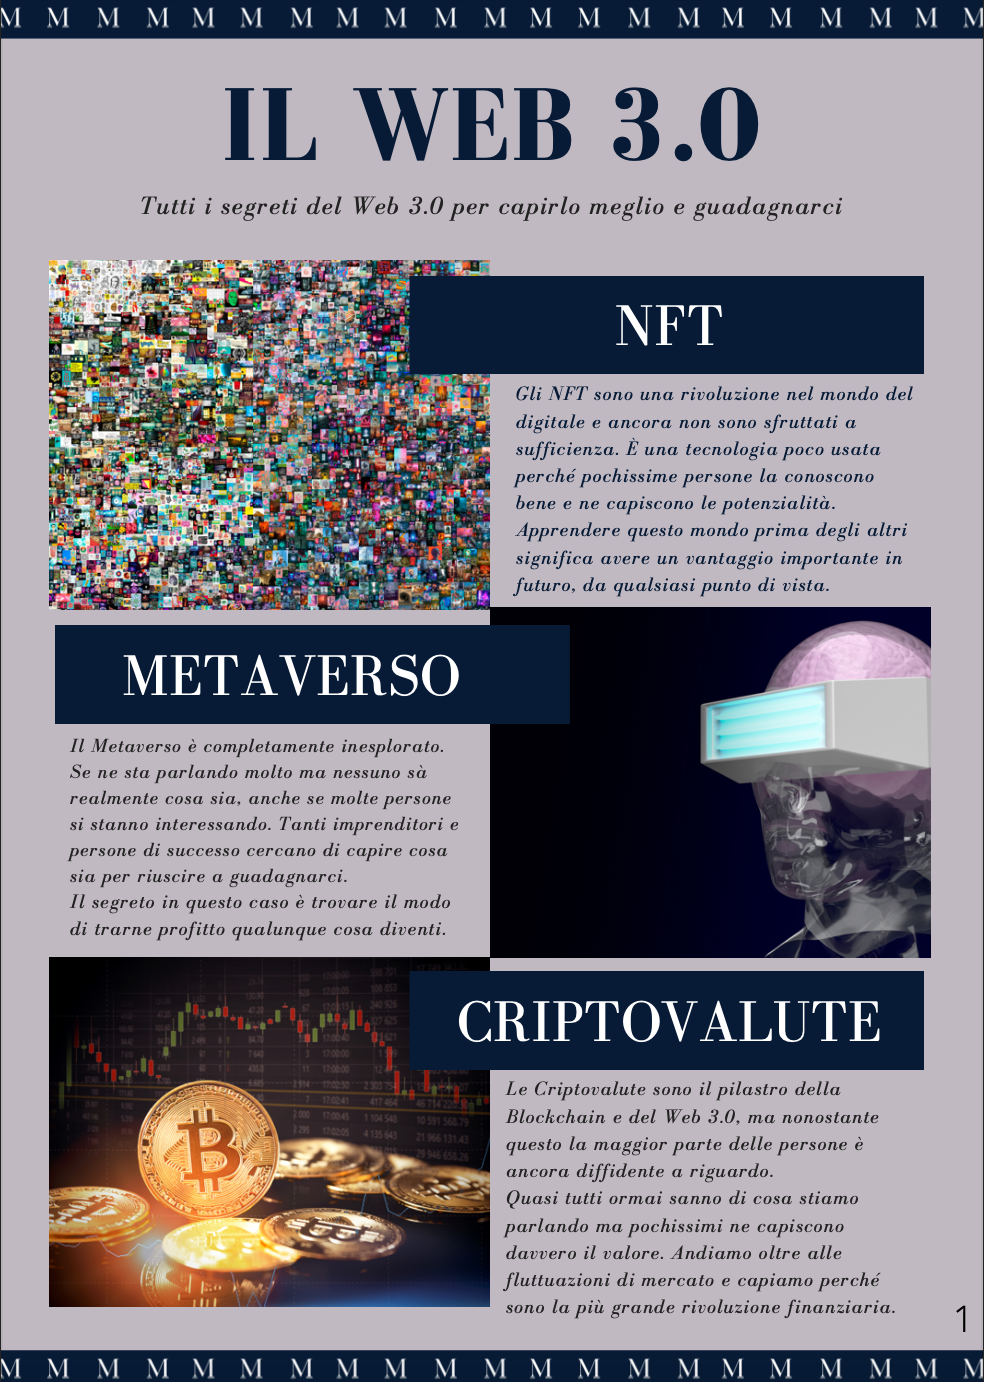 M M M M M M M M M M M M M M M M M M M M M
IL WEB 3.0
Tutti i segreti del Web 3.0 per capirlo meglio e guadagnarci
NFT
Gli NFT sono una rivoluzione nel mondo del
digitale e ancora non sono sfruttati a
sufficienza. È una tecnologia poco usata
perché pochissime persone la conoscono
bene e ne capiscono le potenzialità.
Apprendere questo mondo prima degli altri
significa avere un vantaggio importante in
futuro, da qualsiasi punto di vista.
METAVERSO
Il Metaverso è completamente inesplorato.
Se ne sta parlando molto ma nessuno sà
realmente cosa sia, anche se molte persone
si stanno interessando. Tanti imprenditori e
persone di successo cercano di capire cosa
sia per riuscire a guadagnarci.
Il segreto in questo caso è trovare il modo
di trarne profitto qualunque cosa diventi.
CRIPTOVALUTE
Le Criptovalute sono il pilastro della
Blockchain e del Web 3.0, ma nonostante
questo la maggior parte delle persone è
ancora diffidente a riguardo.
Quasi tutti ormai sanno di cosa stiamo
parlando ma pochissimi ne capiscono
davvero il valore. Andiamo oltre alle
fluttuazioni di mercato e capiamo perché
sono la più grande rivoluzione finanziaria.
1
M M M M M M M M M M M M M M M M M M M M M